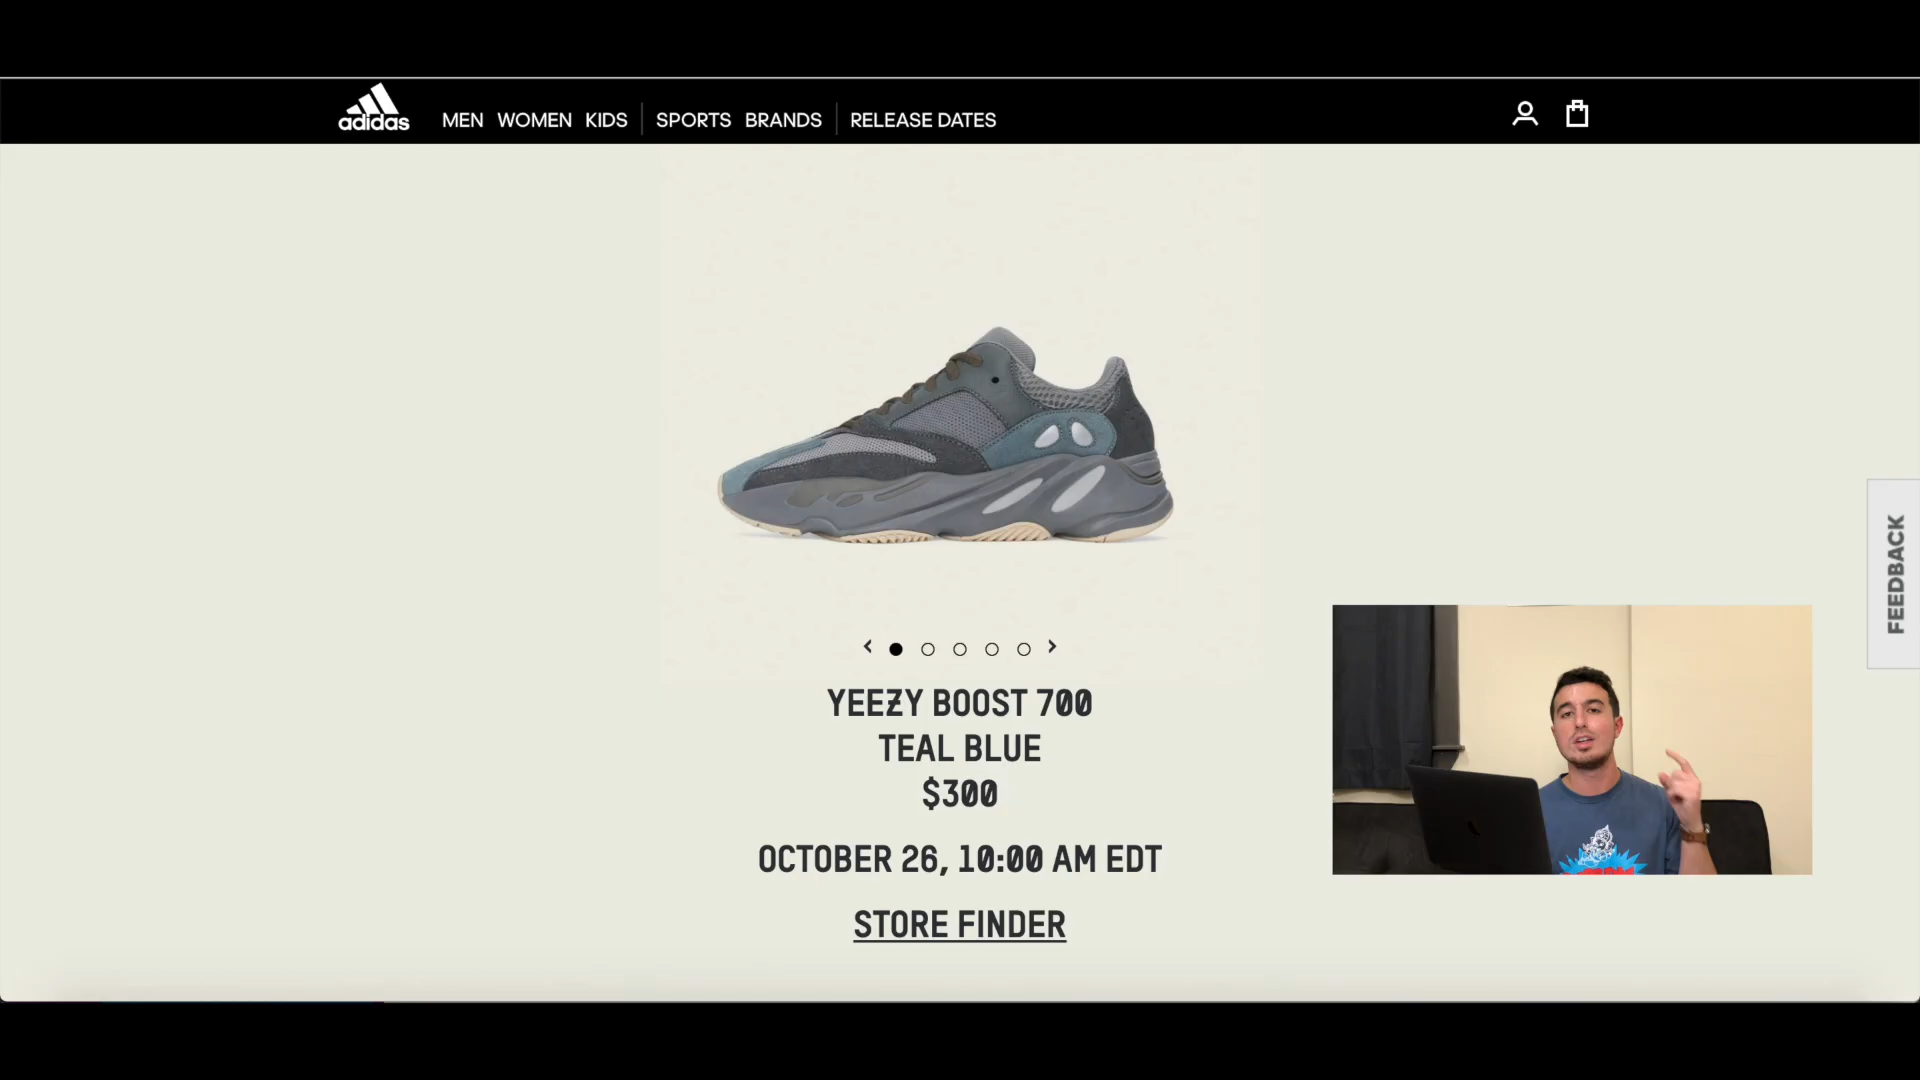 adidas
MEN WOMEN KIDS SPORTS BRANDS RELEASE DATES
FEEDBACK
YEEZY BOOST 700
TEAL BLUE
$300
OCTOBER 26, 10:00 AM EDT
STORE FINDER